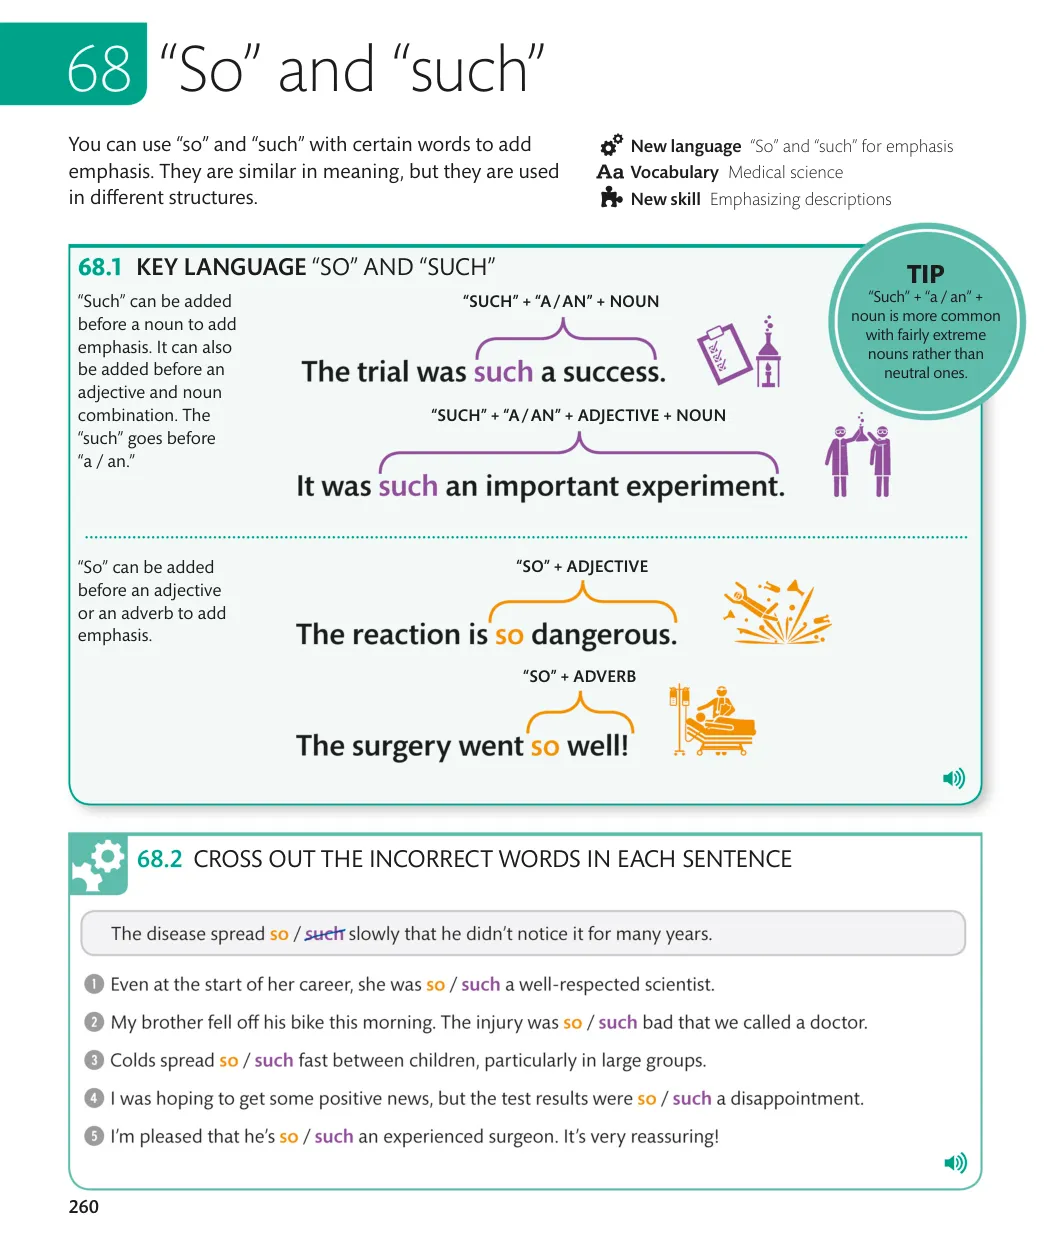 68 “So” and “such”
You can use “so” and “such” with certain words to add
emphasis. They are similar in meaning, but they are used
in different structures.
New language “So” and “such” for emphasis
Aa Vocabulary Medical science
New skill Emphasizing descriptions
68.1 KEY LANGUAGE “SO” AND “SUCH”
TIP
“Such” + “a / an” +
noun is more common
with fairly extreme
nouns rather than
neutral ones.
“Such” can be added
before a noun to add
emphasis. It can also
be added before an
adjective and noun
combination. The
“such” goes before
“a / an.”
“SUCH” + “A / AN” + NOUN
The trial was such a success.
“SUCH” + “A / AN” + ADJECTIVE + NOUN
It was such an important experiment.
“So” can be added
before an adjective
or an adverb to add
emphasis.
“SO” + ADJECTIVE
The reaction is so dangerous.
“SO” + ADVERB
The surgery went so well!
68.2 CROSS OUT THE INCORRECT WORDS IN EACH SENTENCE
The disease spread so / such slowly that he didn’t notice it for many years.
1 Even at the start of her career, she was so / such a well-respected scientist.
2 My brother fell off his bike this morning. The injury was so / such bad that we called a doctor.
3 Colds spread so / such fast between children, particularly in large groups.
4 I was hoping to get some positive news, but the test results were so / such a disappointment.
5 I’m pleased that he’s so / such an experienced surgeon. It’s very reassuring!
260